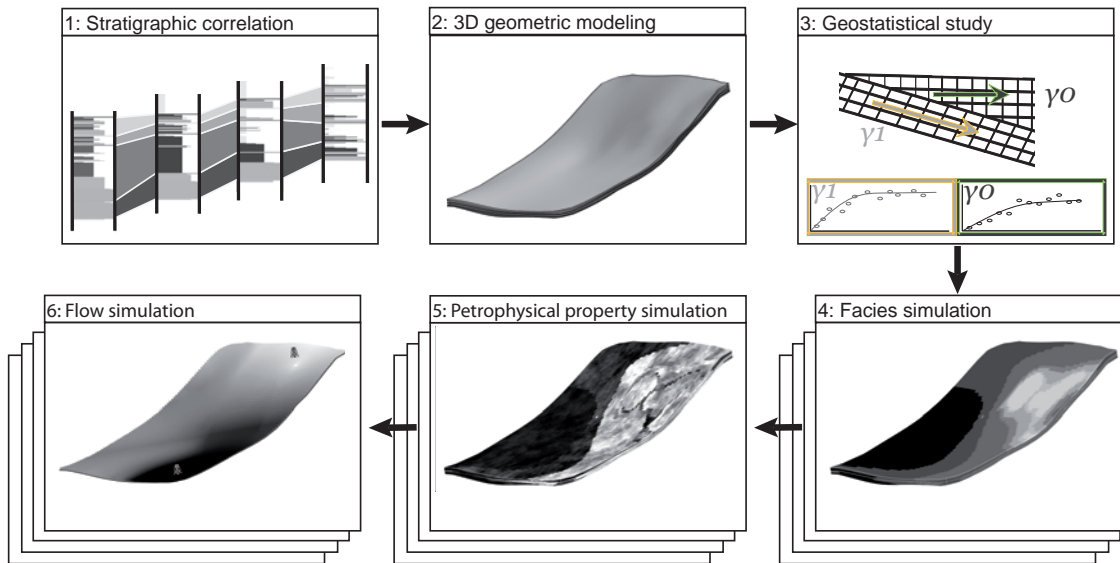 1: Stratigraphic correlation
2: 3D geometric modeling
3: Geostatistical study
γ0
γ1
γ1
γ0
6: Flow simulation
5: Petrophysical property simulation
4: Facies simulation